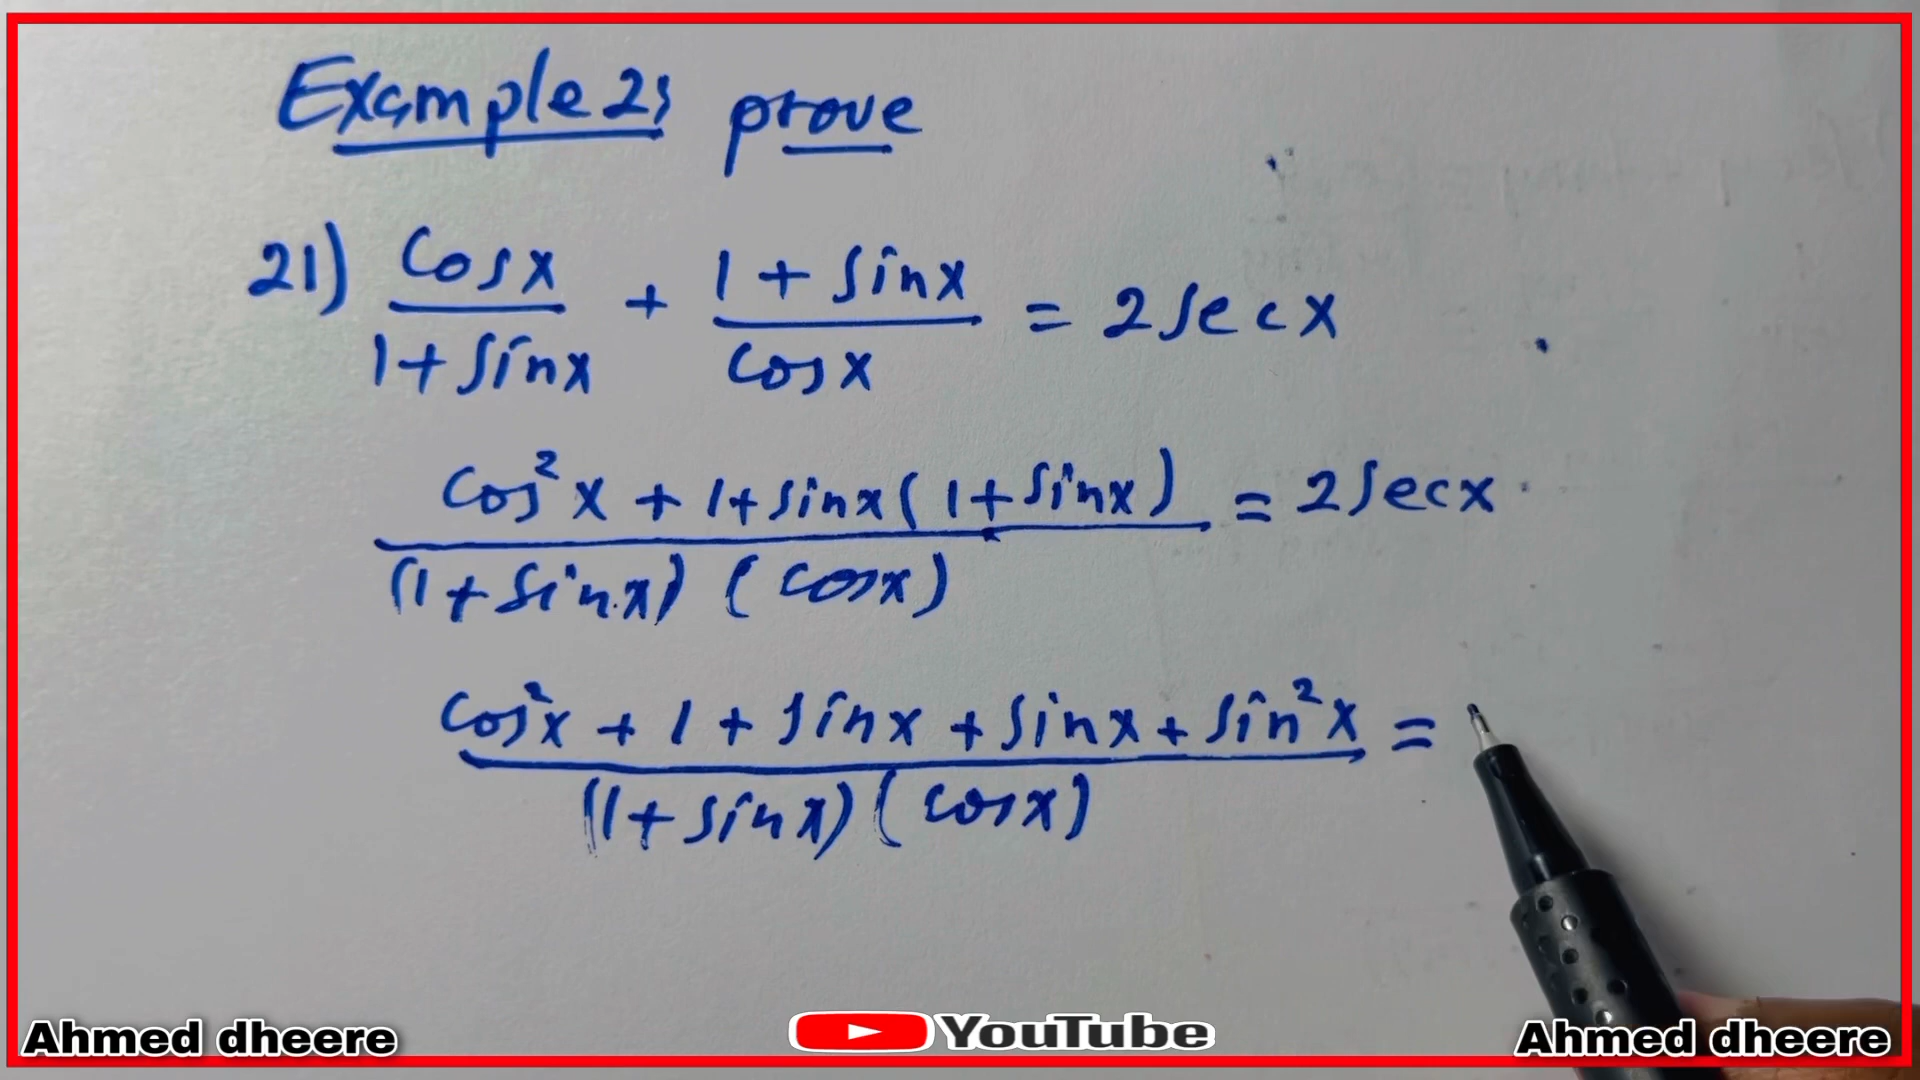 Example 21 prove
21) cosx/1+sinx + 1+sinx/cosx = 2secx
cos²x + 1+sinx(1+sinx)/(1+sinx)(cosx) = 2secx
cos²x + 1 + sinx + sinx + sin²x/(1+sinx)(cosx) =
Ahmed dheere
YouTube
Ahmed dheere